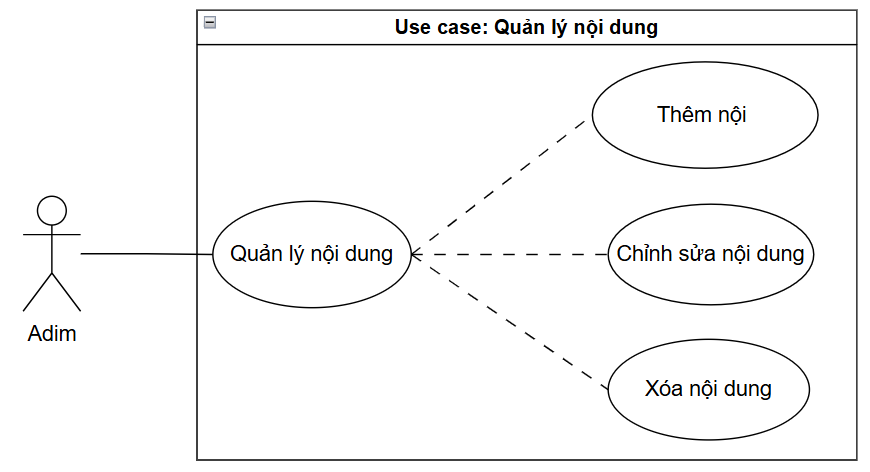 Use case: Quản lý nội dung
Thêm nội
Quản lý nội dung
Chỉnh sửa nội dung
Adim
Xóa nội dung